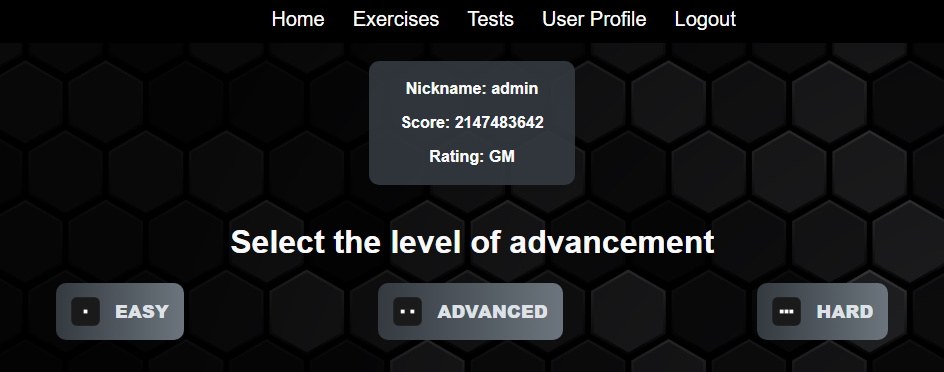 Home Exercises Tests User Profile Logout
Nickname: admin
Score: 2147483642
Rating: GM
Select the level of advancement
EASY ADVANCED HARD